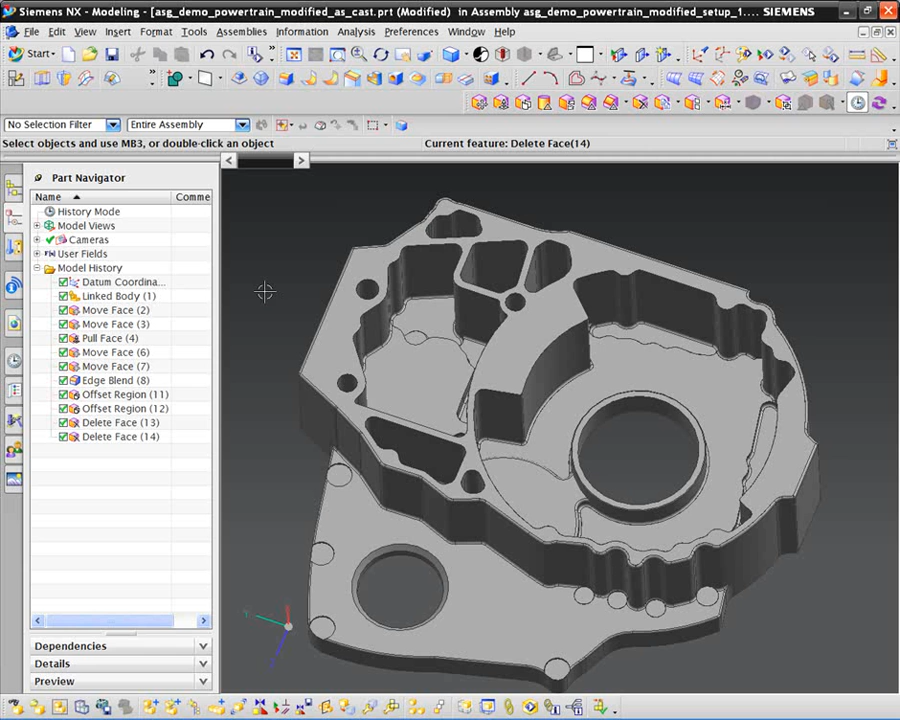 Siemens NX - Modeling - [asg_demo_powertrain_modified_as_cast.prt (Modified) in Assembly asg_demo_powertrain_modified_setup_1.... SIEMENS
File Edit View Insert Format Tools Assemblies Information Analysis Preferences Window Help
Start
No Selection Filter Entire Assembly
Select objects and use MB3, or double-click an object Current feature: Delete Face(14)
Part Navigator
Name Comme
History Mode
Model Views
Cameras
User Fields
Model History
Datum Coordina...
Linked Body (1)
Move Face (2)
Move Face (3)
Pull Face (4)
Move Face (6)
Move Face (7)
Edge Blend (8)
Offset Region (11)
Offset Region (12)
Delete Face (13)
Delete Face (14)
Dependencies
Details
Preview